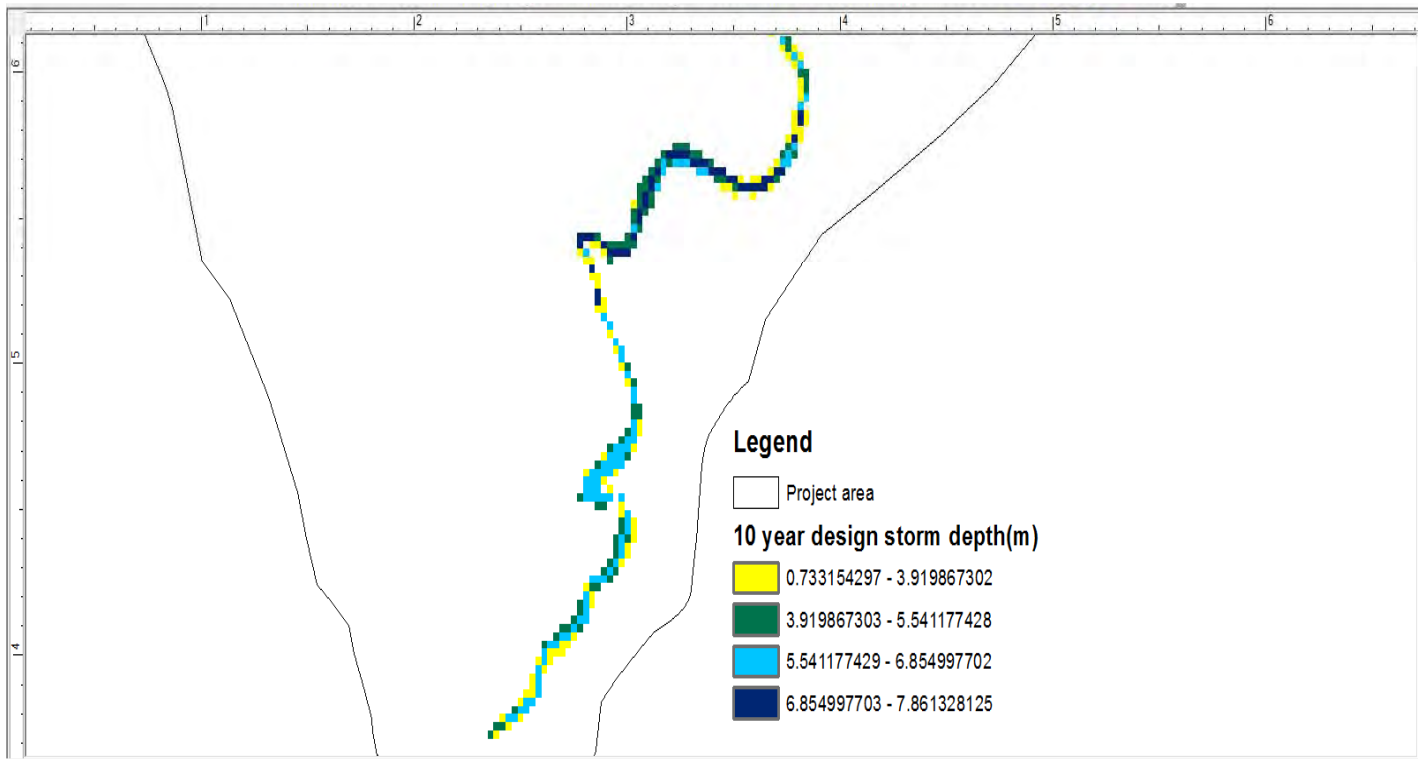 1 2 3 4 5 6
6
5
4
Legend
Project area
10 year design storm depth(m)
0.733154297 - 3.919867302
3.919867303 - 5.541177428
5.541177429 - 6.854997702
6.854997703 - 7.861328125